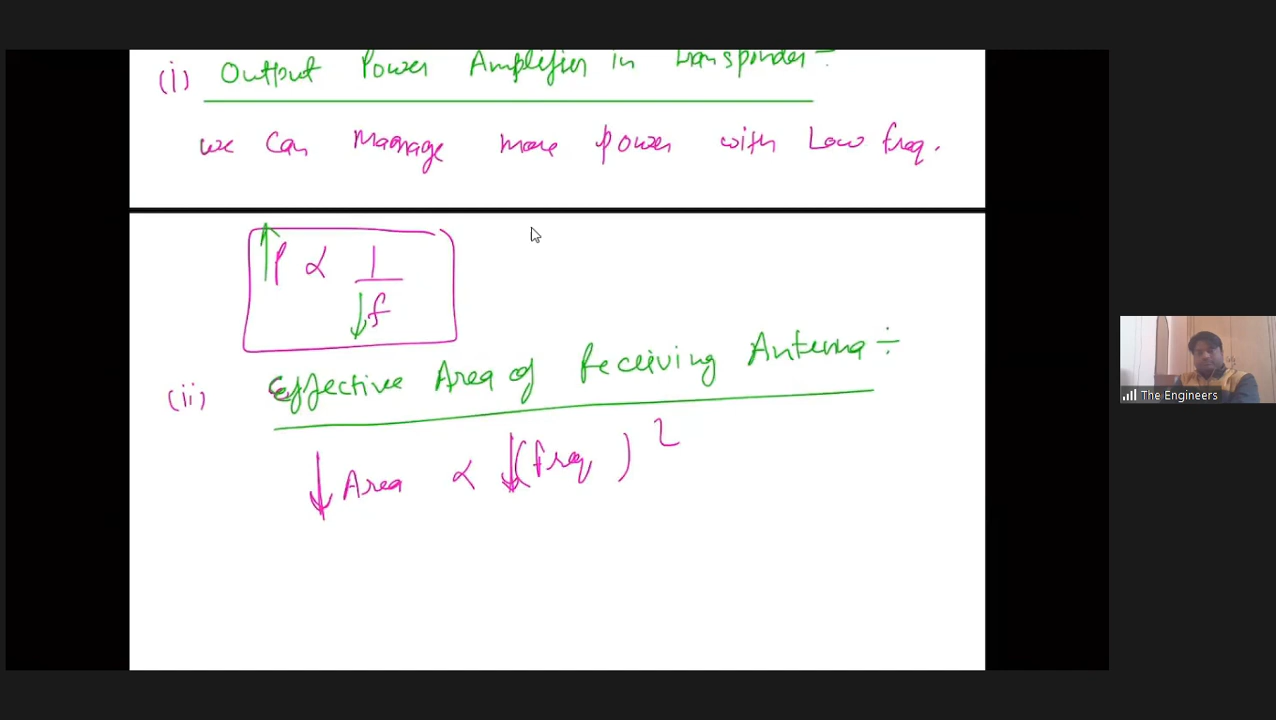 (i) Output Power Amplifier in transponder÷
we Can Manage more power with Low freq.
↑P ∝ 1/↓f
(ii) Effective Area of Receiving Antenna÷
↓Area ∝ ↓(freq)²
The Engineers